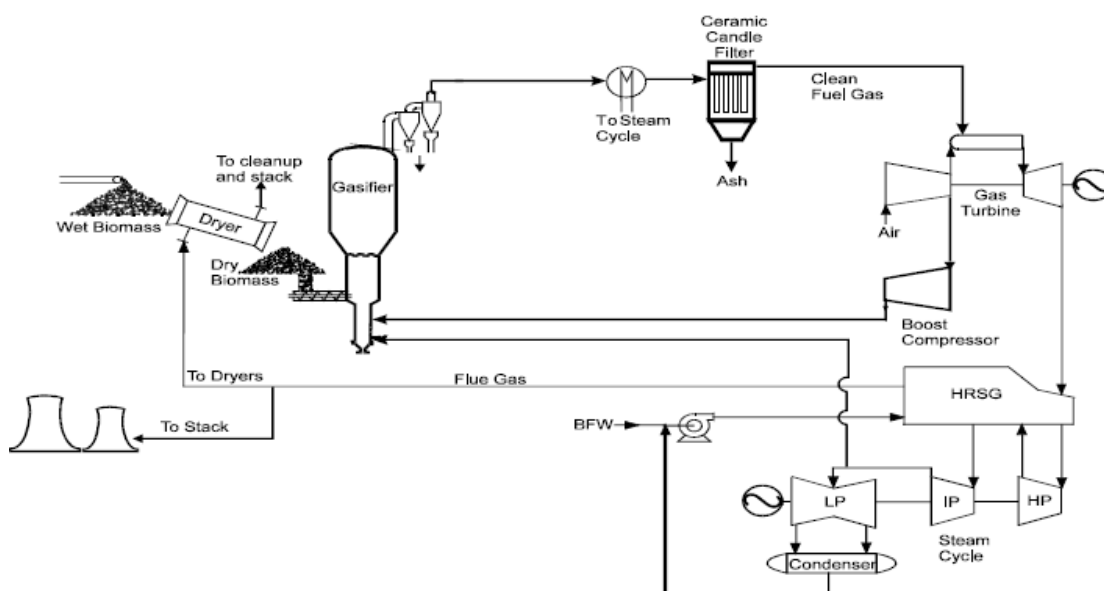 Ceramic
Candle
Filter
Clean
Fuel Gas
To Steam
Cycle
Ash
To cleanup
and stack
Gasifier
Wet Biomass
Dryer
Dry
Biomass
Gas
Turbine
Air
Boost
Compressor
To Dryers
Flue Gas
HRSG
To Stack
BFW
LP
IP
HP
Steam
Cycle
Condenser